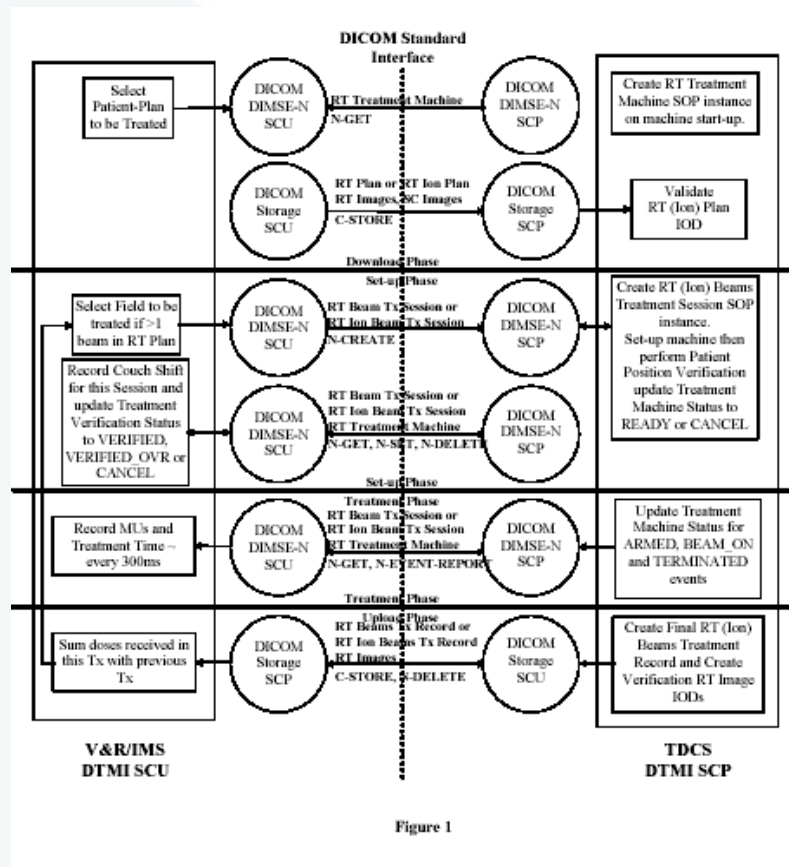 DICOM Standard
Interface
Select
Patient-Plan
to be Treated
DICOM
DIMSE-N
SCU
RT Treatment Machine
N-GET
DICOM
DIMSE-N
SCP
Create RT Treatment
Machine SOP instance
on machine start-up.
DICOM
Storage
SCU
RT Plan or RT Ion Plan
RT Images, SC Images
C-STORE
DICOM
Storage
SCP
Validate
RT (Ion) Plan
IOD
Download Phase
Set-up Phase
Select Field to be
treated if >1
beam in RT Plan
DICOM
DIMSE-N
SCU
RT Beam Tx Session or
RT Ion Beam Tx Session
N-CREATE
DICOM
DIMSE-N
SCP
Create RT (Ion) Beams
Treatment Session SOP
instance.
Set-up machine then
perform Patient
Position Verification
update Treatment
Machine Status to
READY or CANCEL
Record Couch Shift
for this Session and
update Treatment
Verification Status
to VERIFIED,
VERIFIED_OVR or
CANCEL
DICOM
DIMSE-N
SCU
RT Beam Tx Session or
RT Ion Beam Tx Session
RT Treatment Machine
N-GET, N-SET, N-DELETE
DICOM
DIMSE-N
SCP
Set-up Phase
Treatment Phase
Record MUs and
Treatment Time ~
every 300ms
DICOM
DIMSE-N
SCU
RT Beam Tx Session or
RT Ion Beam Tx Session
RT Treatment Machine
N-GET, N-EVENT-REPORT
DICOM
DIMSE-N
SCP
Update Treatment
Machine Status for
ARMED, BEAM_ON
and TERMINATED
events
Treatment Phase
Upload Phase
Sum doses received in
this Tx with previous
Tx
DICOM
Storage
SCP
RT Beams Tx Record or
RT Ion Beams Tx Record
RT Images
C-STORE, N-DELETE
DICOM
Storage
SCU
Create Final RT (Ion)
Beams Treatment
Record and Create
Verification RT Image
IODs
V&R/IMS
DTMI SCU
TDCS
DTMI SCP
Figure 1